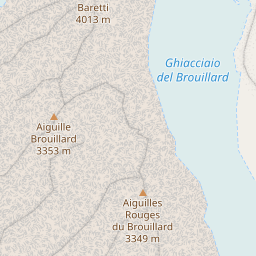 Baretti
4013 m
Ghiacciaio
del Brouillard
Aiguille
Brouillard
3353 m
Aiguilles
Rouges
du Brouillard
3349 m